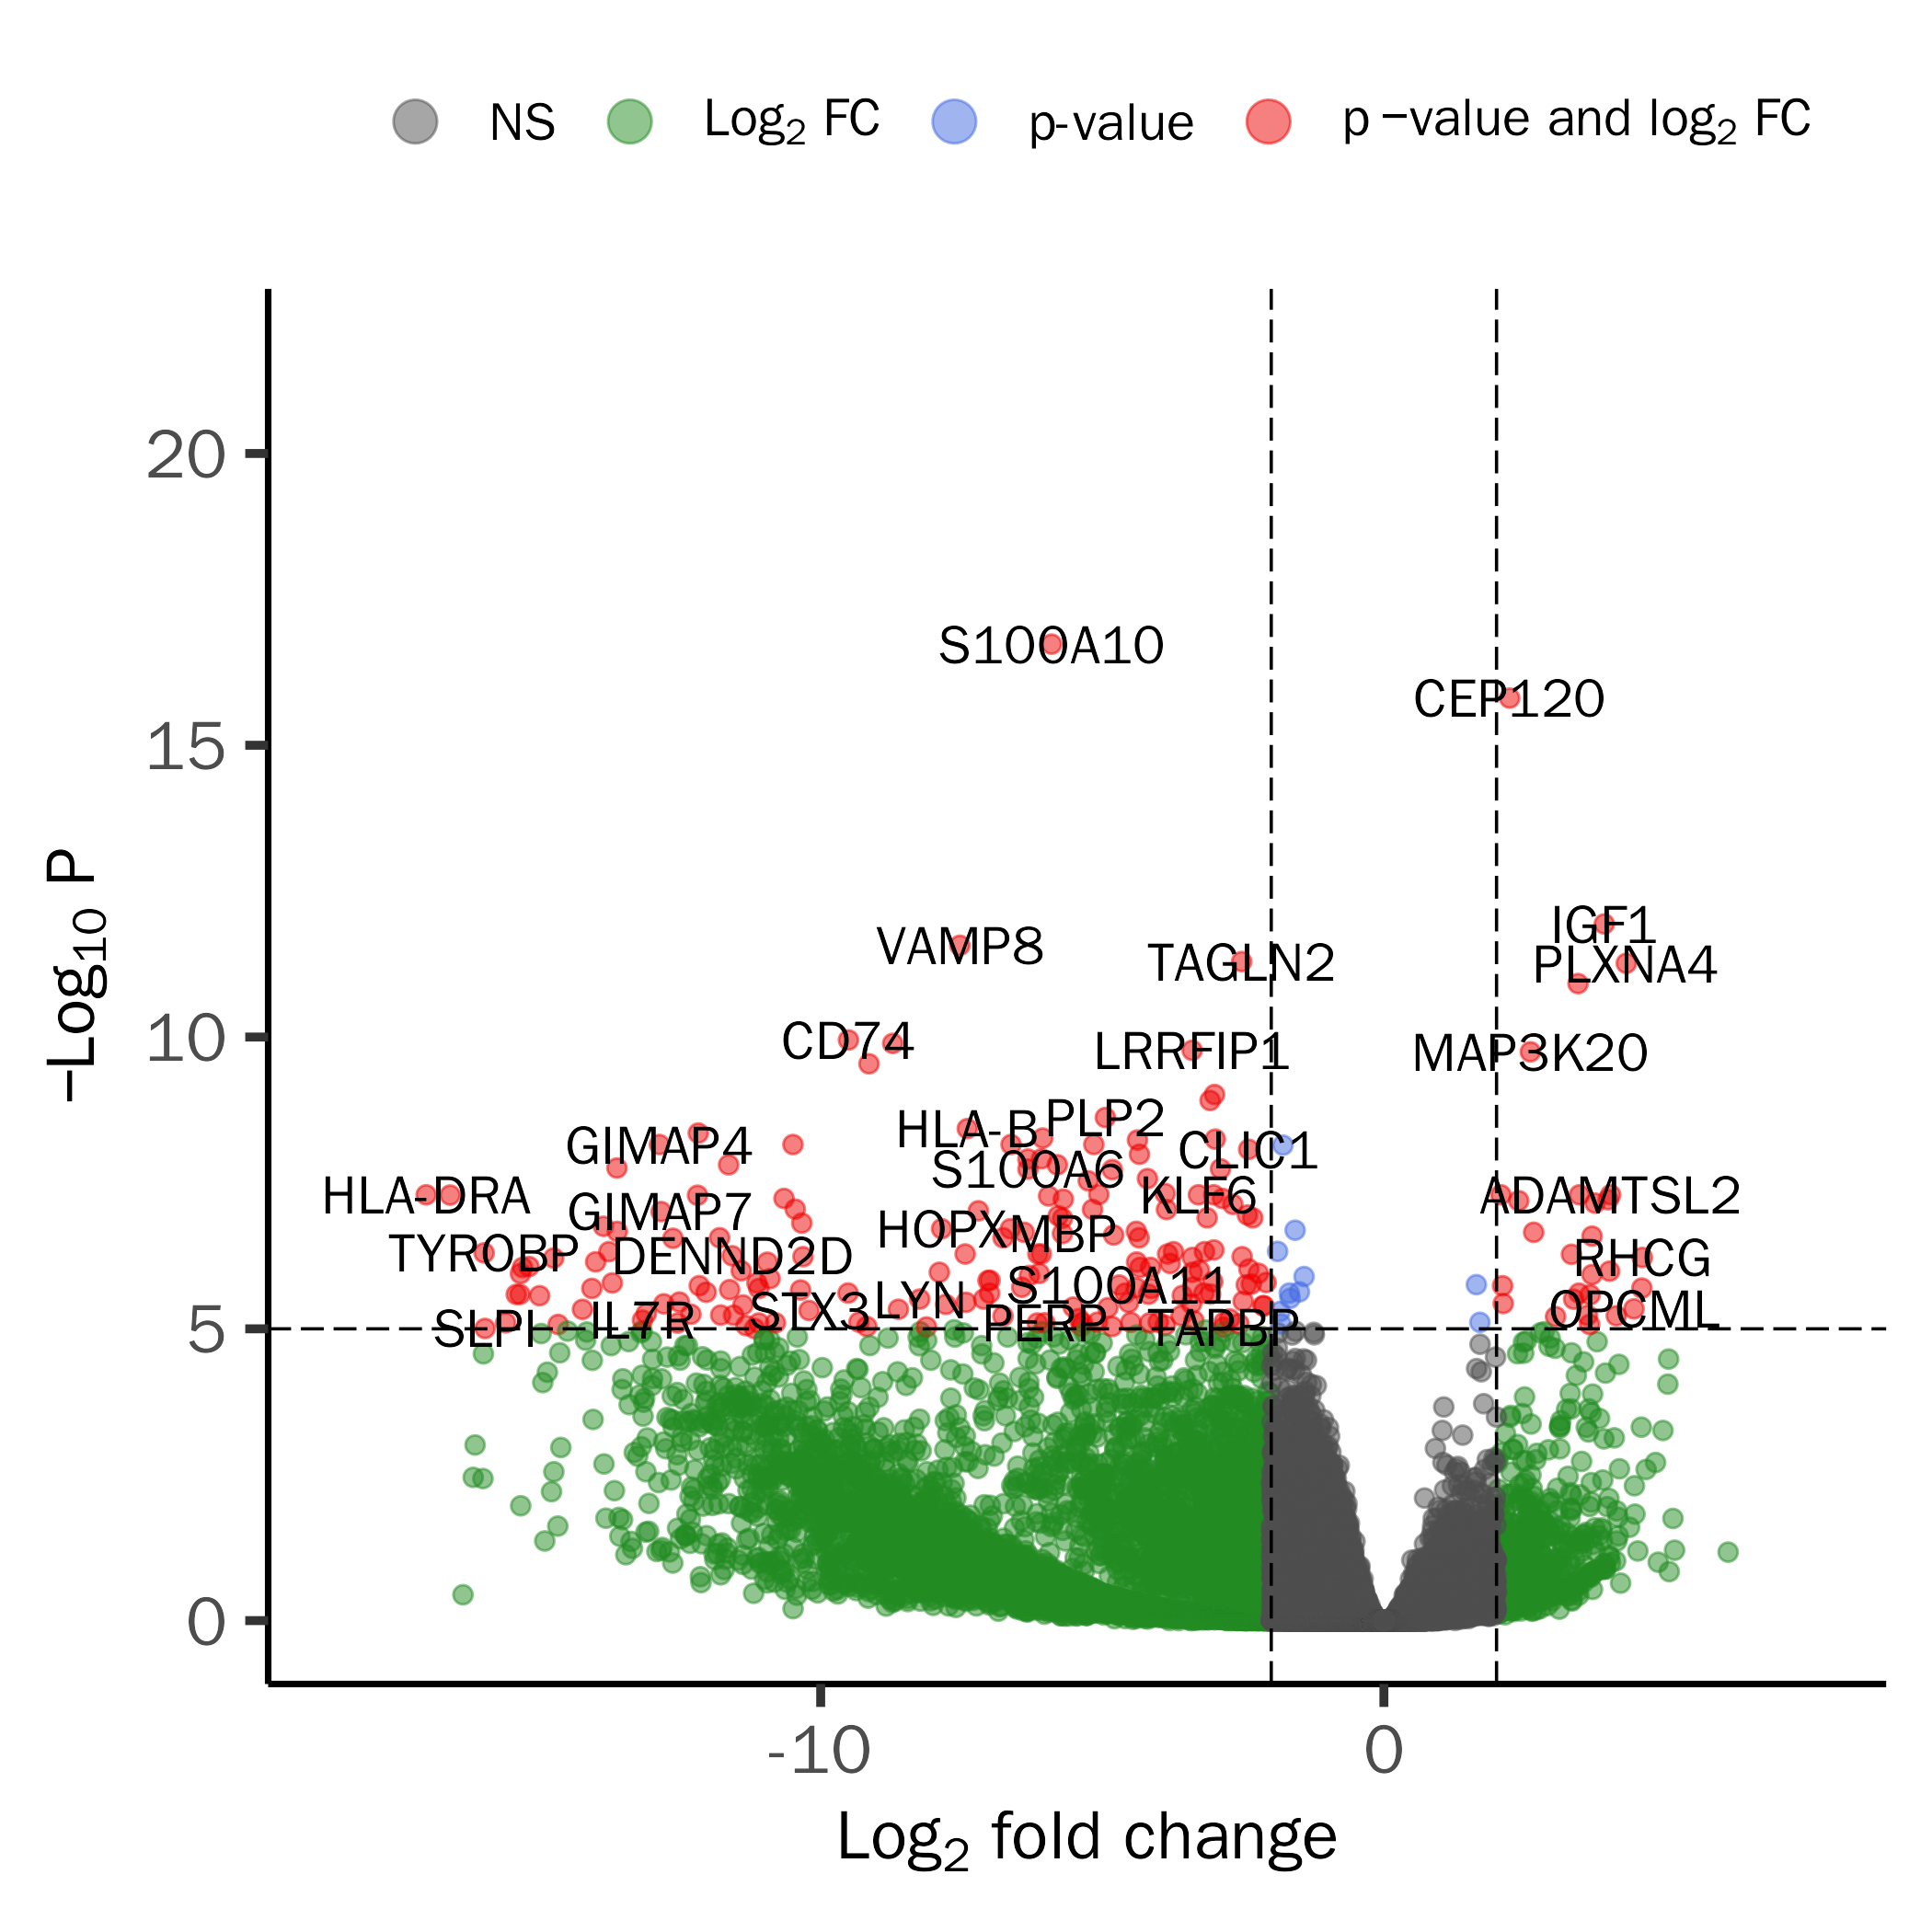 NS Log2 FC p-value p −value and log2 FC
20
S100A10
CEP120
15
IGF1
VAMP8 TAGLN2 PLXNA4
10
CD74 LRRFIP1 MAP3K20
GIMAP4 HLA-B PLP2 CLIC1
S100A6
HLA-DRA GIMAP7 KLF6 ADAMTSL2
TYROBP DENND2D HOPX MBP RHCG
S100A11
SLPI IL7R STX3 LYN PERP TAPBP OPCML
5
0
−Log10 P
-10 0
Log2 fold change